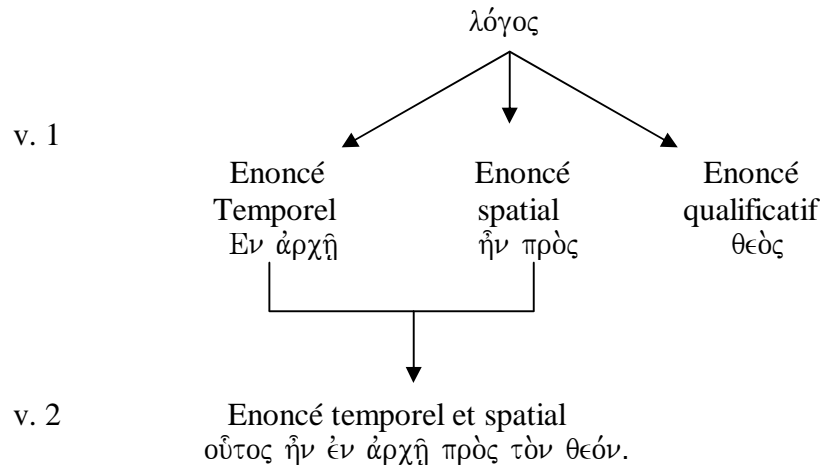 λόγος
v. 1
Enoncé Enoncé Enoncé
Temporel spatial qualificatif
Εν ἀρχῇ ἦν πρὸς θεὸς
v. 2 Enoncé temporel et spatial
οὗτος ἦν ἐν ἀρχῇ πρὸς τὸν θεόν.